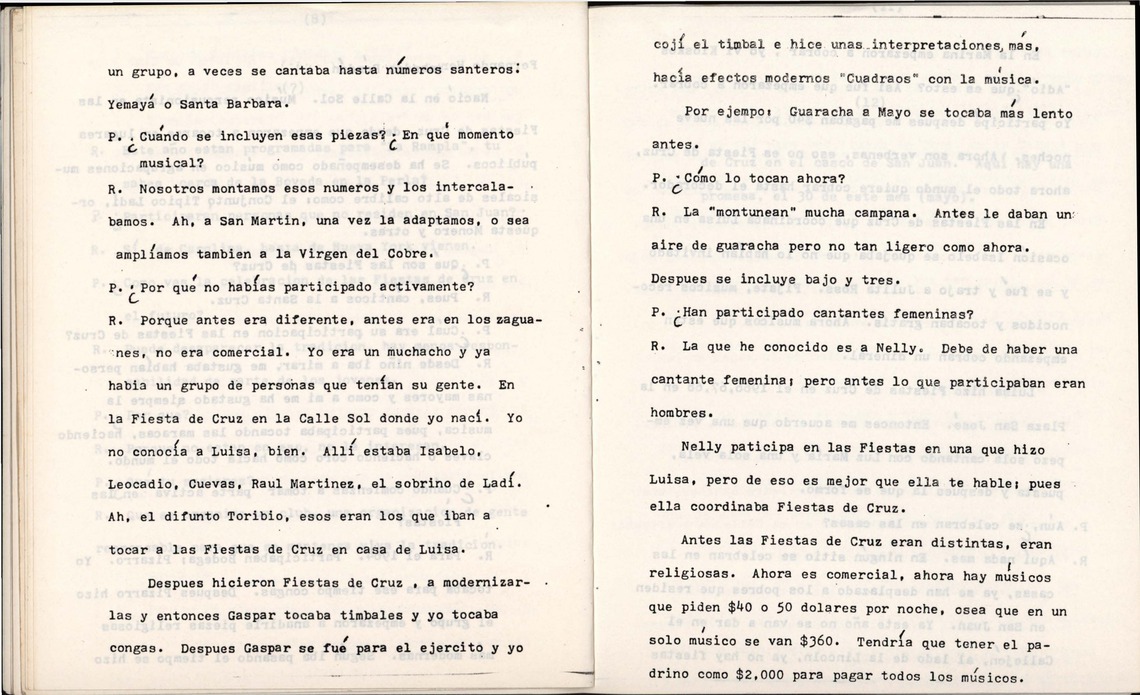 un grupo, a veces se cantaba hasta números santeros:
Yemayá o Santa Barbara.
P. ¿Cuándo se incluyen esas piezas? ¿En qué momento
musical?
R. Nosotros montamos esos numeros y los intercala-
bamos. Ah, a San Martín, una vez la adaptamos, o sea
ampliamos tambien a la Virgen del Cobre.
P. ¿Por qué no habías participado activamente?
R. Porque antes era diferente, antes era en los zagua-
nes, no era comercial. Yo era un muchacho y ya
había un grupo de personas que tenían su gente. En
la Fiesta de Cruz en la Calle Sol donde yo nací. Yo
no conocía a Luisa, bien. Allí estaba Isabelo,
Leocadio, Cuevas, Raul Martinez, el sobrino de Ladí.
Ah, el difunto Toribio, esos eran los que iban a
tocar a las Fiestas de Cruz en casa de Luisa.
Despues hicieron Fiestas de Cruz , a modernizar-
las y entonces Gaspar tocaba timbales y yo tocaba
congas. Despues Gaspar se fué para el ejercito y yo
cojí el timbal e hice unas interpretaciones más,
hacía efectos modernos "Cuadraos" con la música.
Por ejempo: Guaracha a Mayo se tocaba más lento
antes.
P. ¿Cómo lo tocan ahora?
R. La "montunean" mucha campana. Antes le daban un
aire de guaracha pero no tan ligero como ahora.
Despues se incluye bajo y tres.
P. ¿Han participado cantantes femeninas?
R. La que he conocido es a Nelly. Debe de haber una
cantante femenina; pero antes lo que participaban eran
hombres.
Nelly paticipa en las Fiestas en una que hizo
Luisa, pero de eso es mejor que ella te hable; pues
ella coordinaba Fiestas de Cruz.
Antes las Fiestas de Cruz eran distintas, eran
religiosas. Ahora es comercial, ahora hay músicos
que piden $40 o 50 dolares por noche, osea que en un
solo músico se van $360. Tendría que tener el pa-
drino como $2,000 para pagar todos los músicos.